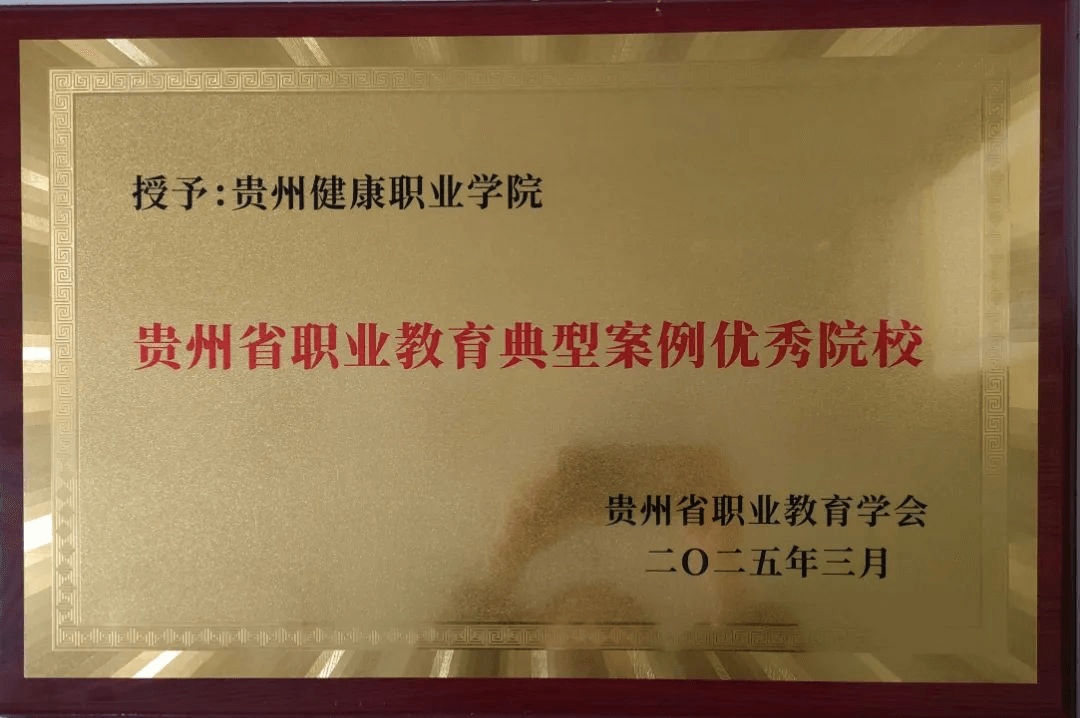 授予:贵州健康职业学院
贵州省职业教育典型案例优秀院校
贵州省职业教育学会
二〇二五年三月